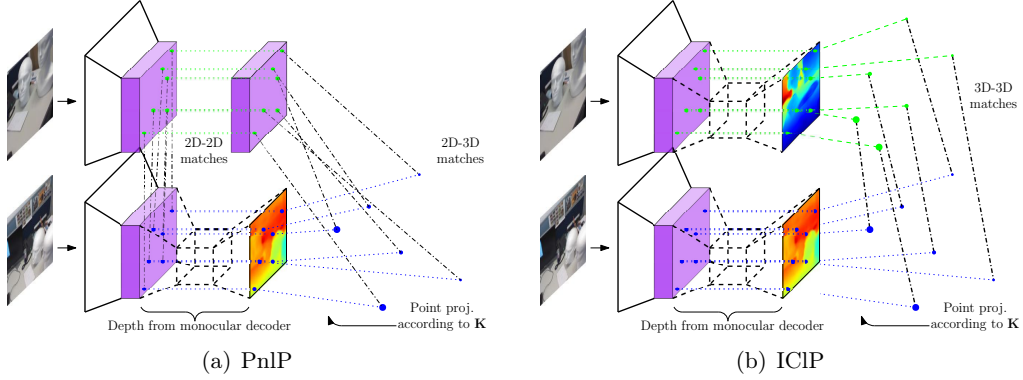 2D-2D
matches
2D-3D
matches
Depth from monocular decoder
Point proj.
according to K
(a) PnlP
3D-3D
matches
Depth from monocular decoder
Point proj.
according to K
(b) IClP